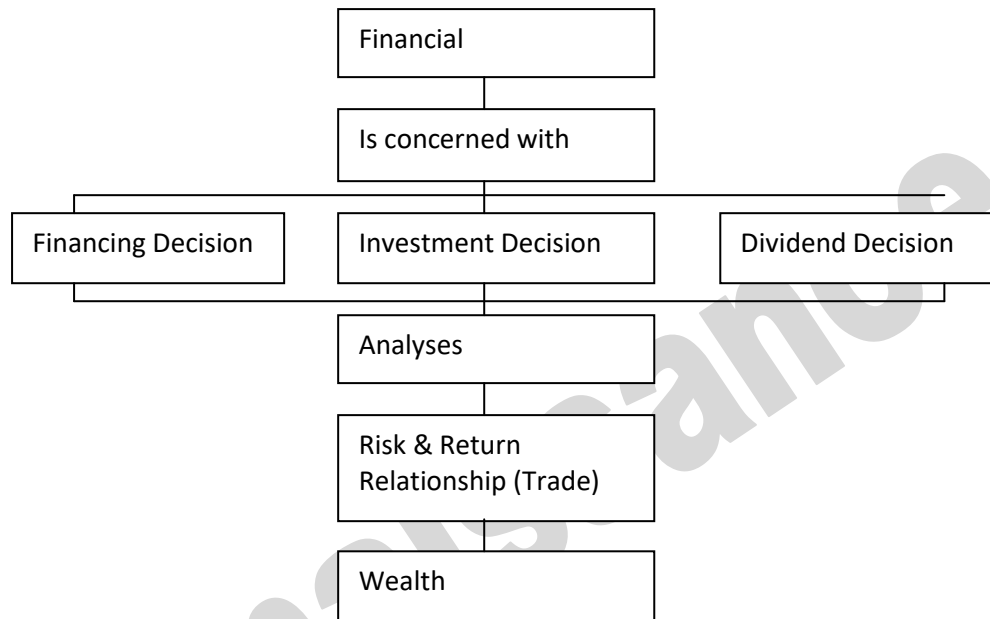 Financial
Is concerned with
Financing Decision
Investment Decision
Dividend Decision
Analyses
Risk & Return
Relationship (Trade)
Wealth